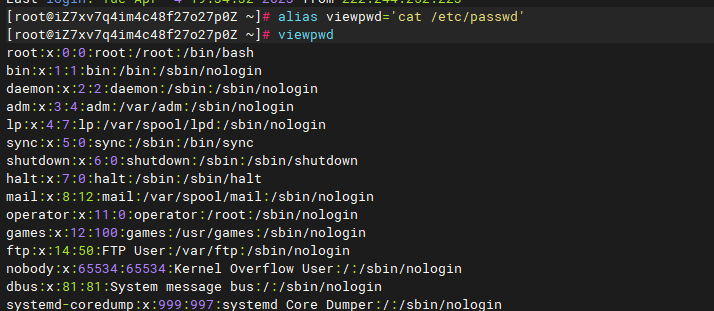 Last login: Tue Apr  4 19:34:32 2023 from 222.244.202.223
[root@iZ7xv7q4im4c48f27o27p0Z ~]# alias viewpwd='cat /etc/passwd'
[root@iZ7xv7q4im4c48f27o27p0Z ~]# viewpwd
root:x:0:0:root:/root:/bin/bash
bin:x:1:1:bin:/bin:/sbin/nologin
daemon:x:2:2:daemon:/sbin:/sbin/nologin
adm:x:3:4:adm:/var/adm:/sbin/nologin
lp:x:4:7:lp:/var/spool/lpd:/sbin/nologin
sync:x:5:0:sync:/sbin:/bin/sync
shutdown:x:6:0:shutdown:/sbin:/sbin/shutdown
halt:x:7:0:halt:/sbin:/sbin/halt
mail:x:8:12:mail:/var/spool/mail:/sbin/nologin
operator:x:11:0:operator:/root:/sbin/nologin
games:x:12:100:games:/usr/games:/sbin/nologin
ftp:x:14:50:FTP User:/var/ftp:/sbin/nologin
nobody:x:65534:65534:Kernel Overflow User:/:/sbin/nologin
dbus:x:81:81:System message bus:/:/sbin/nologin
systemd-coredump:x:999:997:systemd Core Dumper:/:/sbin/nologin